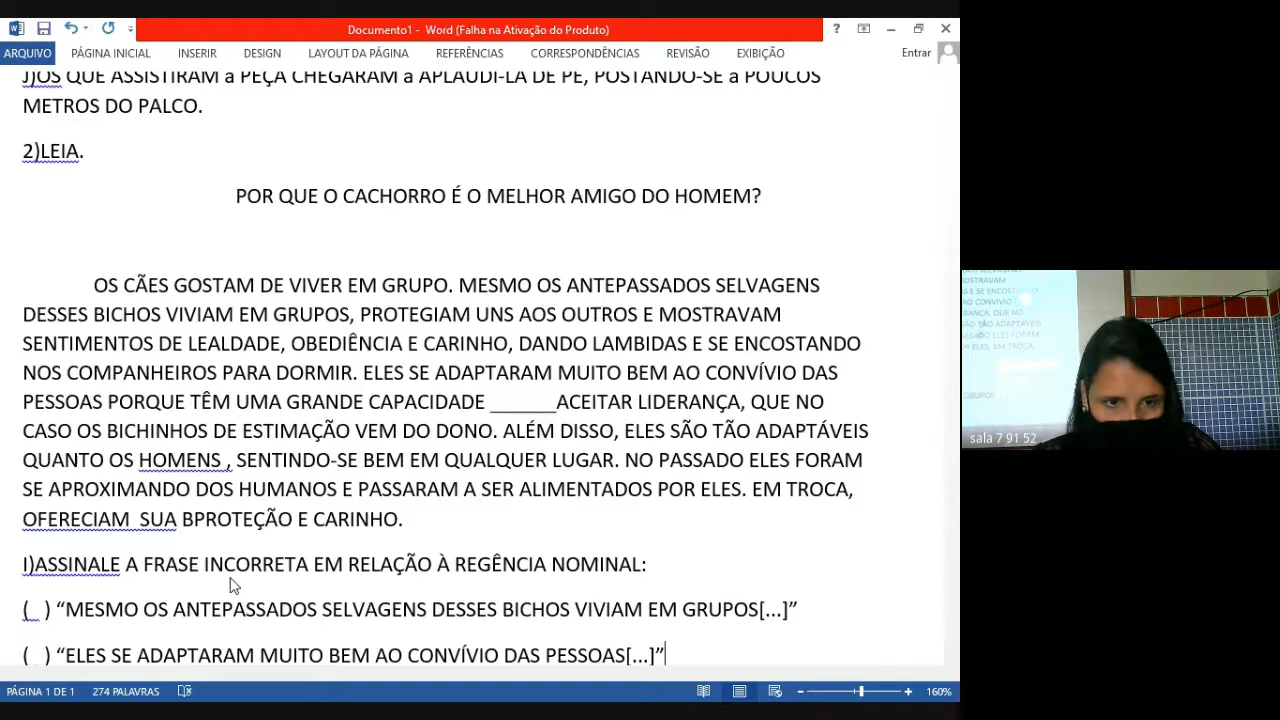 Documento1 - Word (Falha na Ativação do Produto)
ARQUIVO PÁGINA INICIAL INSERIR DESIGN LAYOUT DA PÁGINA REFERÊNCIAS CORRESPONDÊNCIAS REVISÃO EXIBIÇÃO Entrar
J)OS QUE ASSISTIRAM a PEÇA CHEGARAM a APLAUDI-LA DE PÉ, POSTANDO-SE a POUCOS
METROS DO PALCO.
2)LEIA.
POR QUE O CACHORRO É O MELHOR AMIGO DO HOMEM?
OS CÃES GOSTAM DE VIVER EM GRUPO. MESMO OS ANTEPASSADOS SELVAGENS
DESSES BICHOS VIVIAM EM GRUPOS, PROTEGIAM UNS AOS OUTROS E MOSTRAVAM
SENTIMENTOS DE LEALDADE, OBEDIÊNCIA E CARINHO, DANDO LAMBIDAS E SE ENCOSTANDO
NOS COMPANHEIROS PARA DORMIR. ELES SE ADAPTARAM MUITO BEM AO CONVÍVIO DAS
PESSOAS PORQUE TÊM UMA GRANDE CAPACIDADE ______ACEITAR LIDERANÇA, QUE NO
CASO OS BICHINHOS DE ESTIMAÇÃO VEM DO DONO. ALÉM DISSO, ELES SÃO TÃO ADAPTÁVEIS
QUANTO OS HOMENS , SENTINDO-SE BEM EM QUALQUER LUGAR. NO PASSADO ELES FORAM
SE APROXIMANDO DOS HUMANOS E PASSARAM A SER ALIMENTADOS POR ELES. EM TROCA,
OFERECIAM SUA BPROTEÇÃO E CARINHO.
I)ASSINALE A FRASE INCORRETA EM RELAÇÃO À REGÊNCIA NOMINAL:
( ) “MESMO OS ANTEPASSADOS SELVAGENS DESSES BICHOS VIVIAM EM GRUPOS[...]”
( ) “ELES SE ADAPTARAM MUITO BEM AO CONVÍVIO DAS PESSOAS[...]”
PÁGINA 1 DE 1 274 PALAVRAS 160%
sala 7 91 52